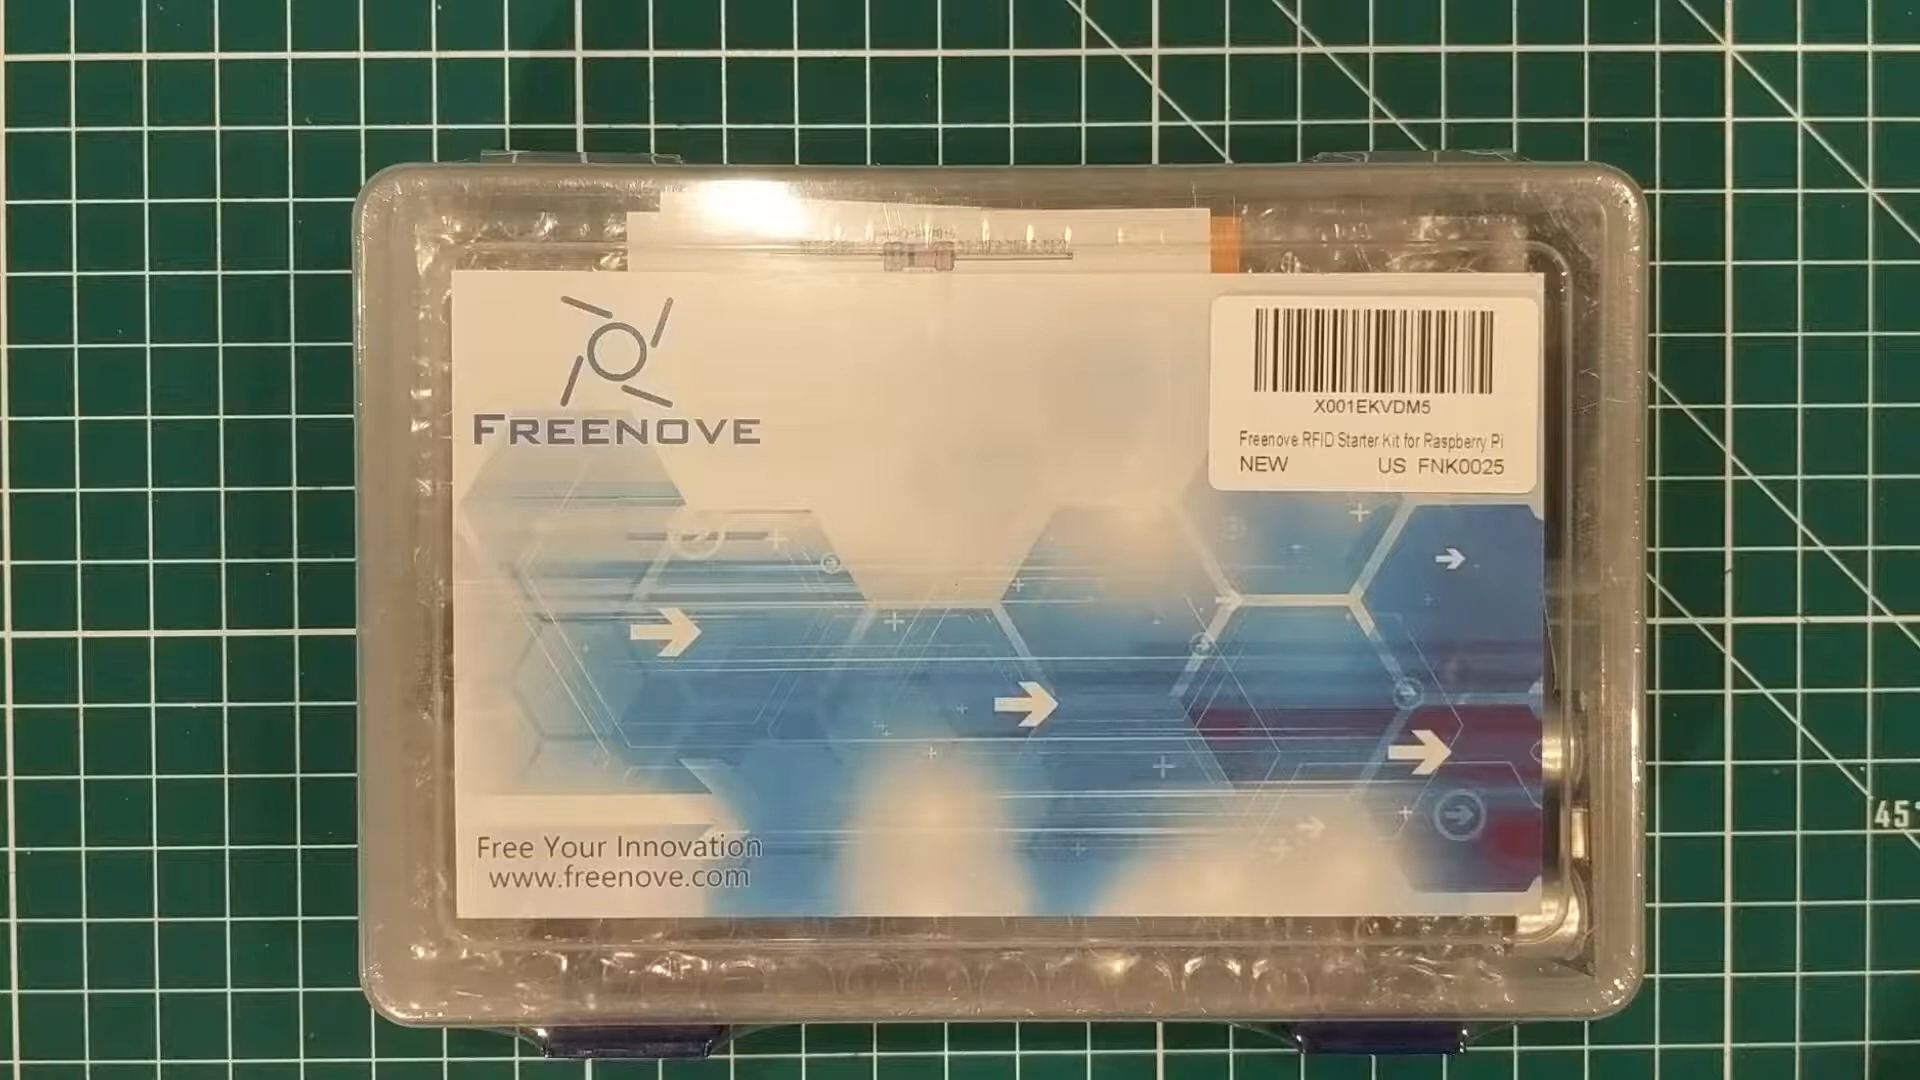 FREENOVE
X001EKVDM5
Freenove RFID Starter Kit for Raspberry Pi
NEW US FNK0025
Free Your Innovation
www.freenove.com
45°